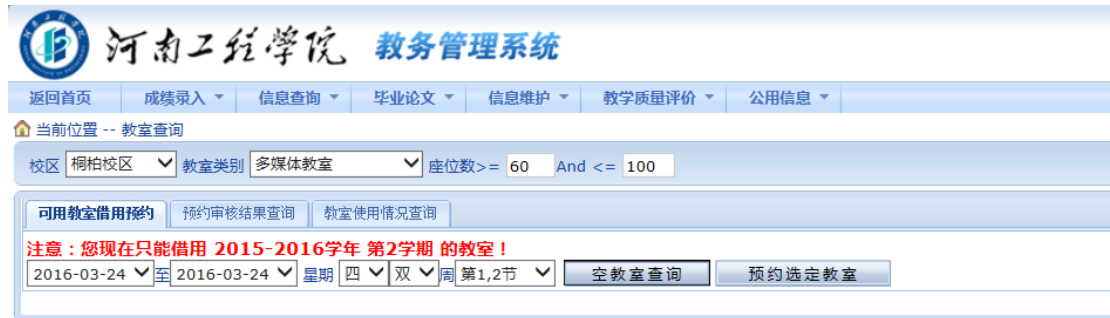 河南工程学院 教务管理系统
返回首页 成绩录入 信息查询 毕业论文 信息维护 教学质量评价 公用信息
当前位置 -- 教室查询
校区 桐柏校区 教室类别 多媒体教室 座位数>= 60 And <= 100
可用教室借用预约 预约审核结果查询 教室使用情况查询
注意：您现在只能借用 2015-2016学年 第2学期 的教室！
2016-03-24 至 2016-03-24 星期 四 双 周 第1,2节 空教室查询 预约选定教室